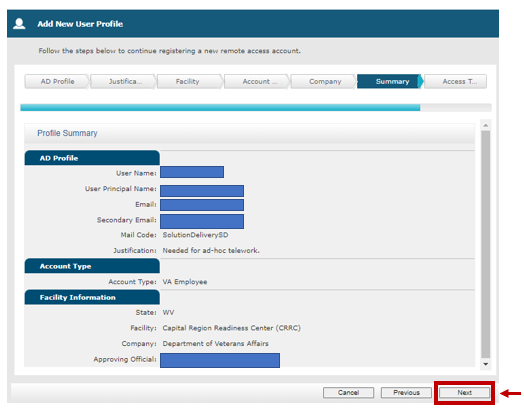 Add New User Profile
Follow the steps below to continue registering a new remote access account.
AD Profile Justifica... Facility Account ... Company Summary Access T...
Profile Summary
AD Profile
User Name:
User Principal Name:
Email:
Secondary Email:
Mail Code: SolutionDeliverySD
Justification: Needed for ad-hoc telework.
Account Type
Account Type: VA Employee
Facility Information
State: WV
Facility: Capital Region Readiness Center (CRRC)
Company: Department of Veterans Affairs
Approving Official:
Cancel Previous Next